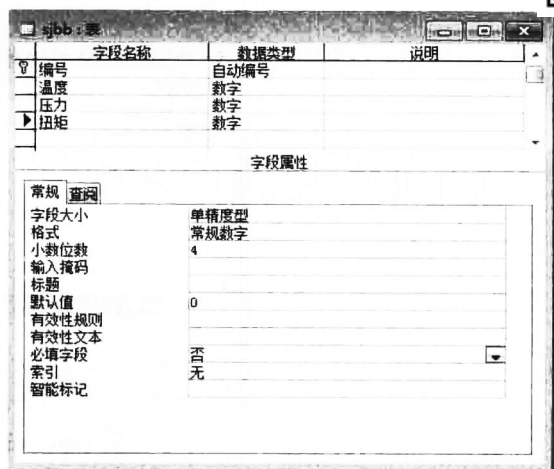 sjbb : 表
字段名称 数据类型 说明
编号 自动编号
温度 数字
压力 数字
扭矩 数字
字段属性
常规 查阅
字段大小 单精度型
格式 常规数字
小数位数 4
输入掩码
标题
默认值 0
有效性规则
有效性文本
必填字段 否
索引 无
智能标记